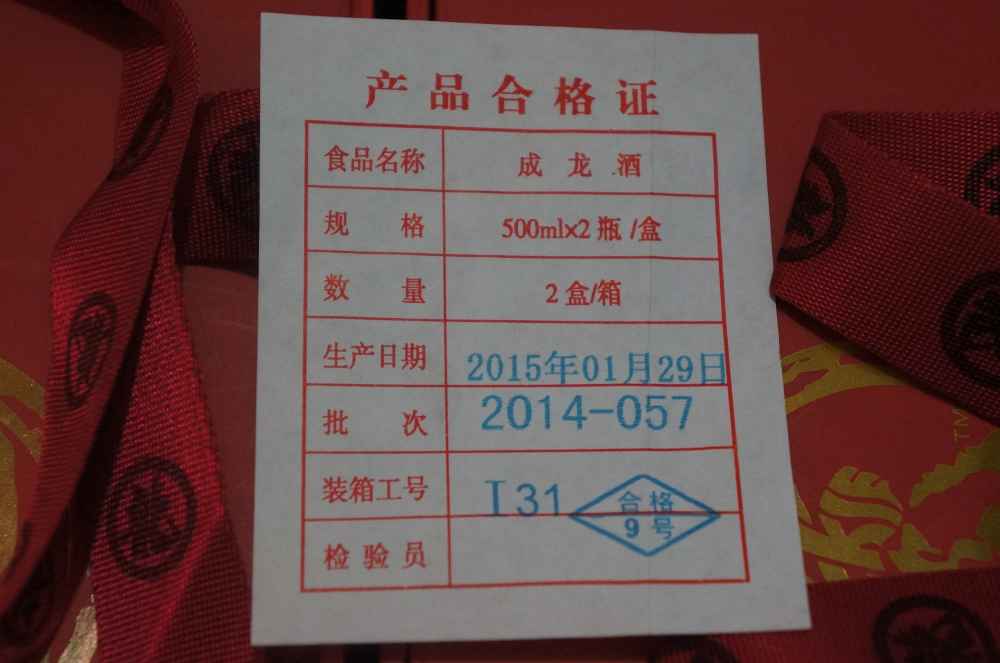 产品合格证
食品名称 成龙酒
规格 500ml×2瓶/盒
数量 2盒/箱
生产日期 2015年01月29日
批次 2014-057
装箱工号 I31
合格
9号
检验员
TM